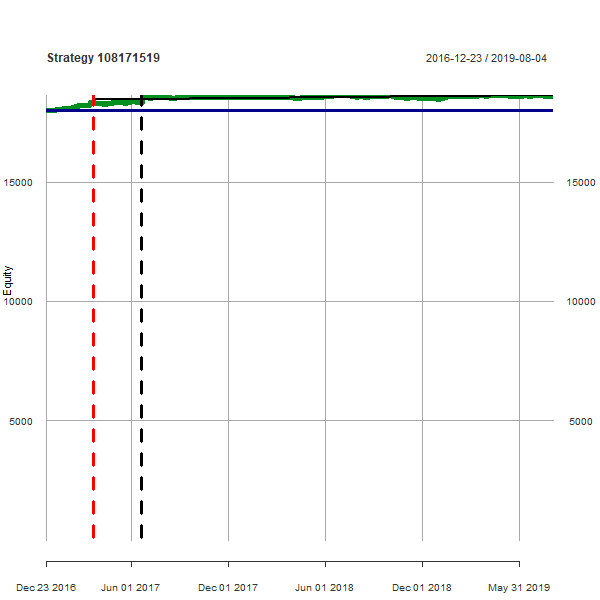 Strategy 108171519
2016-12-23 / 2019-08-04
15000 15000
Equity
10000 10000
5000 5000
Dec 23 2016 Jun 01 2017 Dec 01 2017 Jun 01 2018 Dec 01 2018 May 31 2019